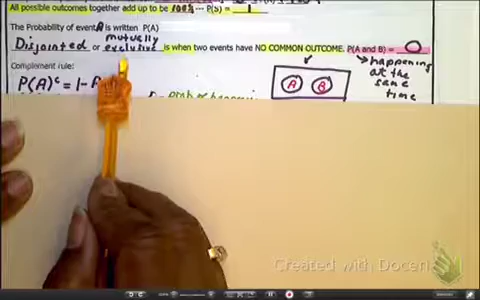 All possible outcomes together add up to be 100% P(S) = 1
The Probability of event A is written P(A)
Disjointed or mutually exclusive is when two events have NO COMMON OUTCOME. P(A and B) = 0
happening at the same time
Complement rule:
A B
P(A)ᶜ = 1 -
Created with Docen